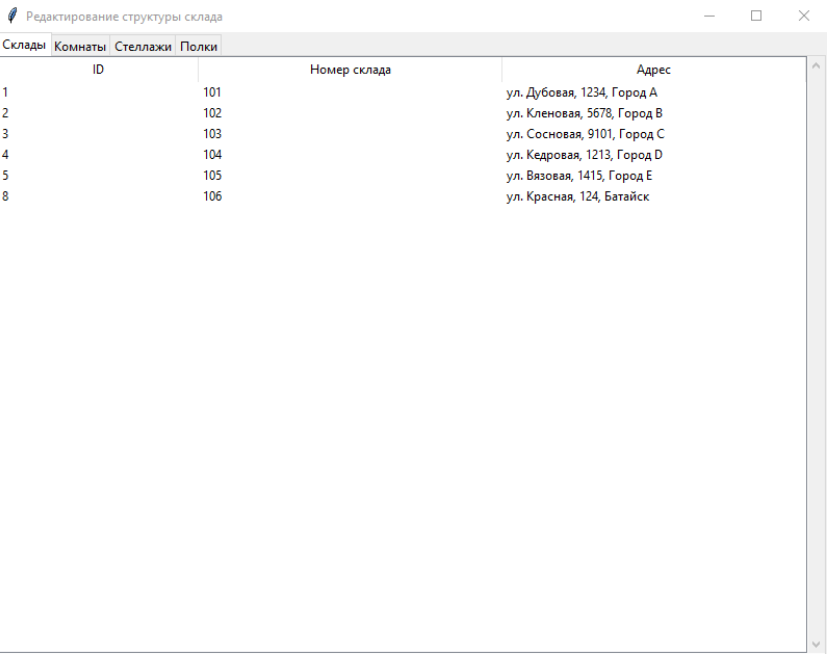 Редактирование структуры склада
Склады Комнаты Стеллажи Полки
ID Номер склада Адрес
1 101 ул. Дубовая, 1234, Город A
2 102 ул. Кленовая, 5678, Город B
3 103 ул. Сосновая, 9101, Город C
4 104 ул. Кедровая, 1213, Город D
5 105 ул. Вязовая, 1415, Город E
8 106 ул. Красная, 124, Батайск